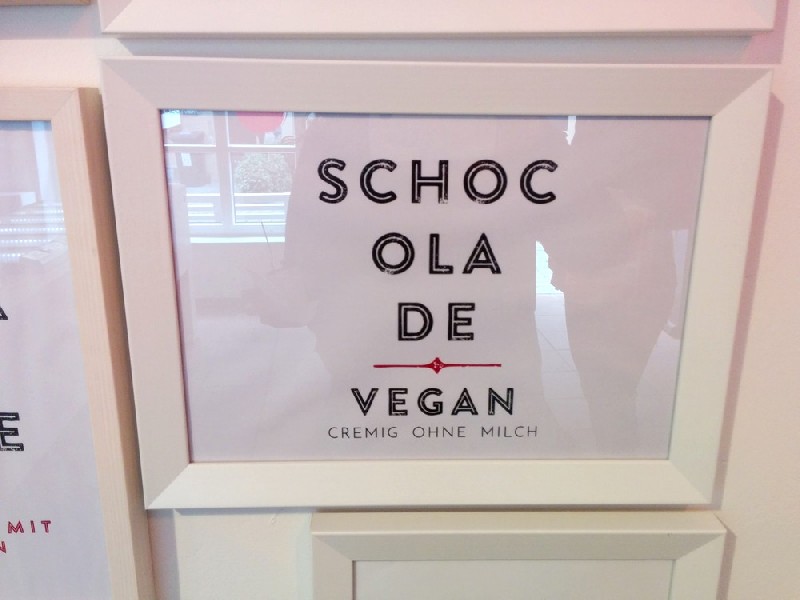 SCHOC
OLA
DE
VEGAN
CREMIG OHNE MILCH
E
MIT
N